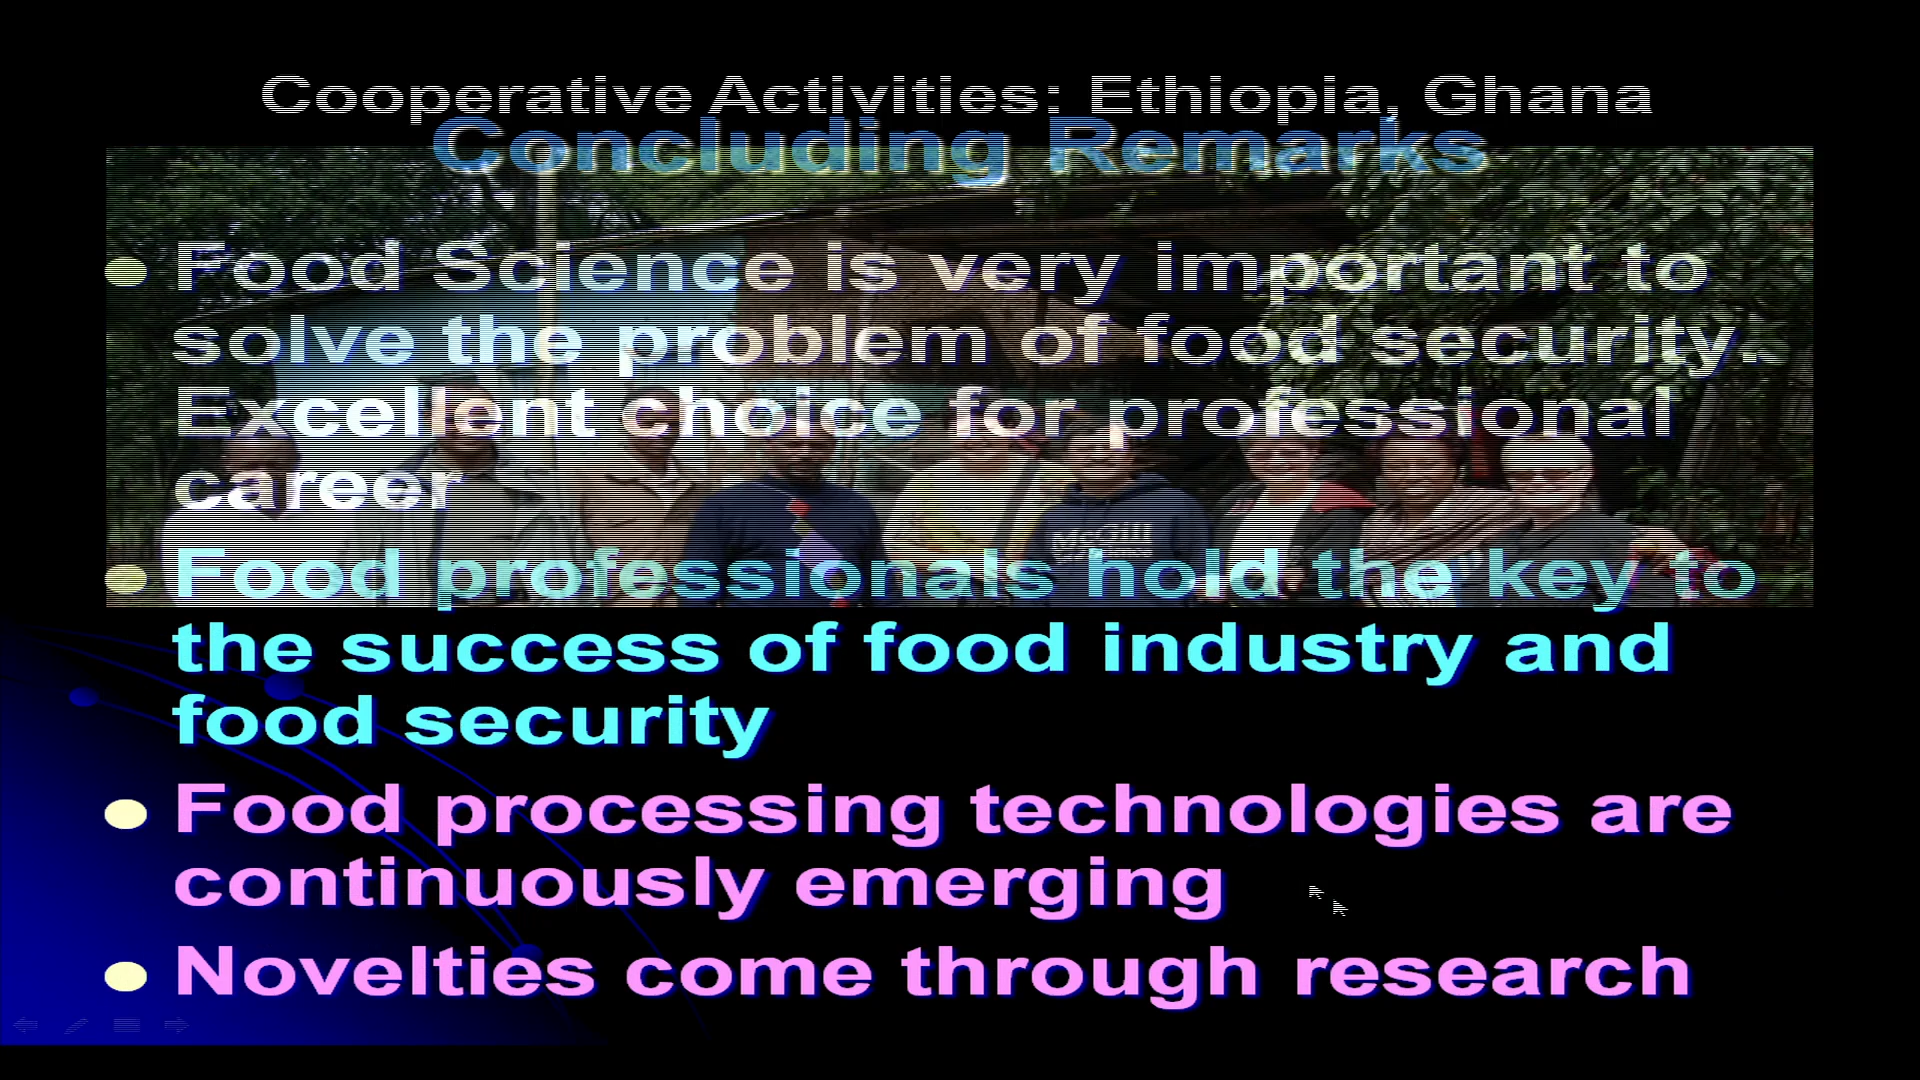 Cooperative Activities: Ethiopia, Ghana
Concluding Remarks
Food Science is very important to
solve the problem of food security.
Excellent choice for professional
career
McGill
Food professionals hold the key to
the success of food industry and
food security
Food processing technologies are
continuously emerging
Novelties come through research